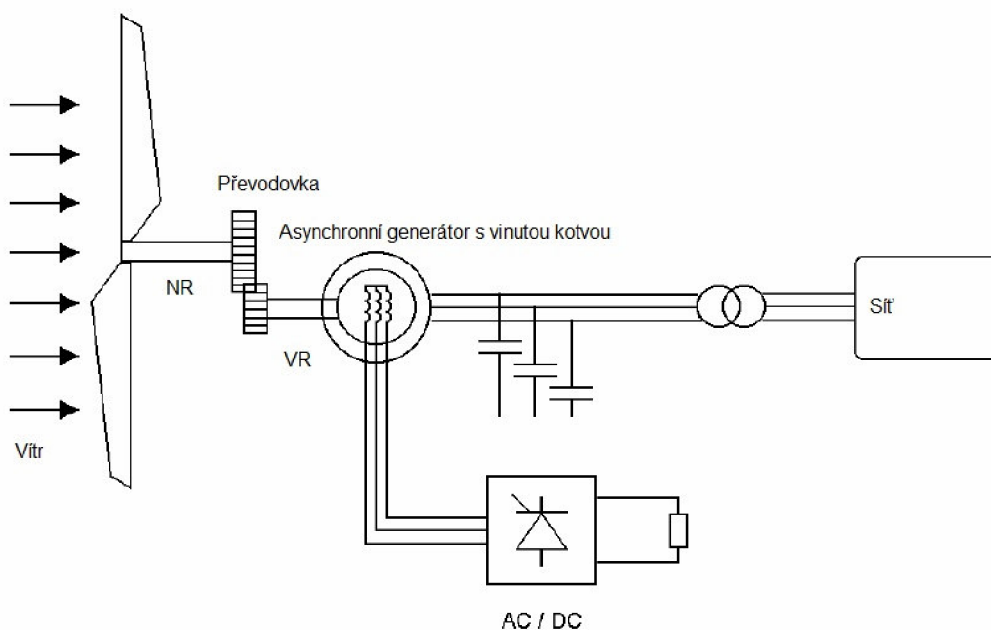 Převodovka
Asynchronní generátor s vinutou kotvou
NR
Síť
VR
Vítr
AC / DC